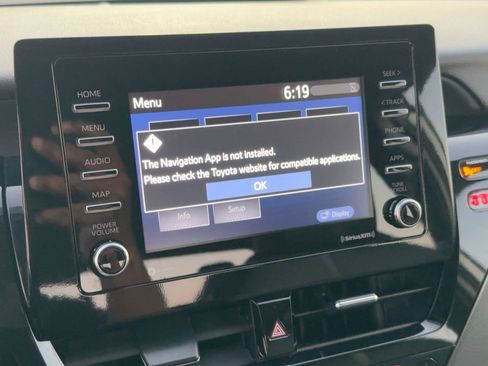 HOME
MENU
AUDIO
MAP
POWER
VOLUME
Menu
6:19
The Navigation App is not installed.
Please check the Toyota website for compatible applications.
OK
Info
Setup
Display
SEEK >
< TRACK
PHONE
APPS
TUNE
SCROLL
((SiriusXM))